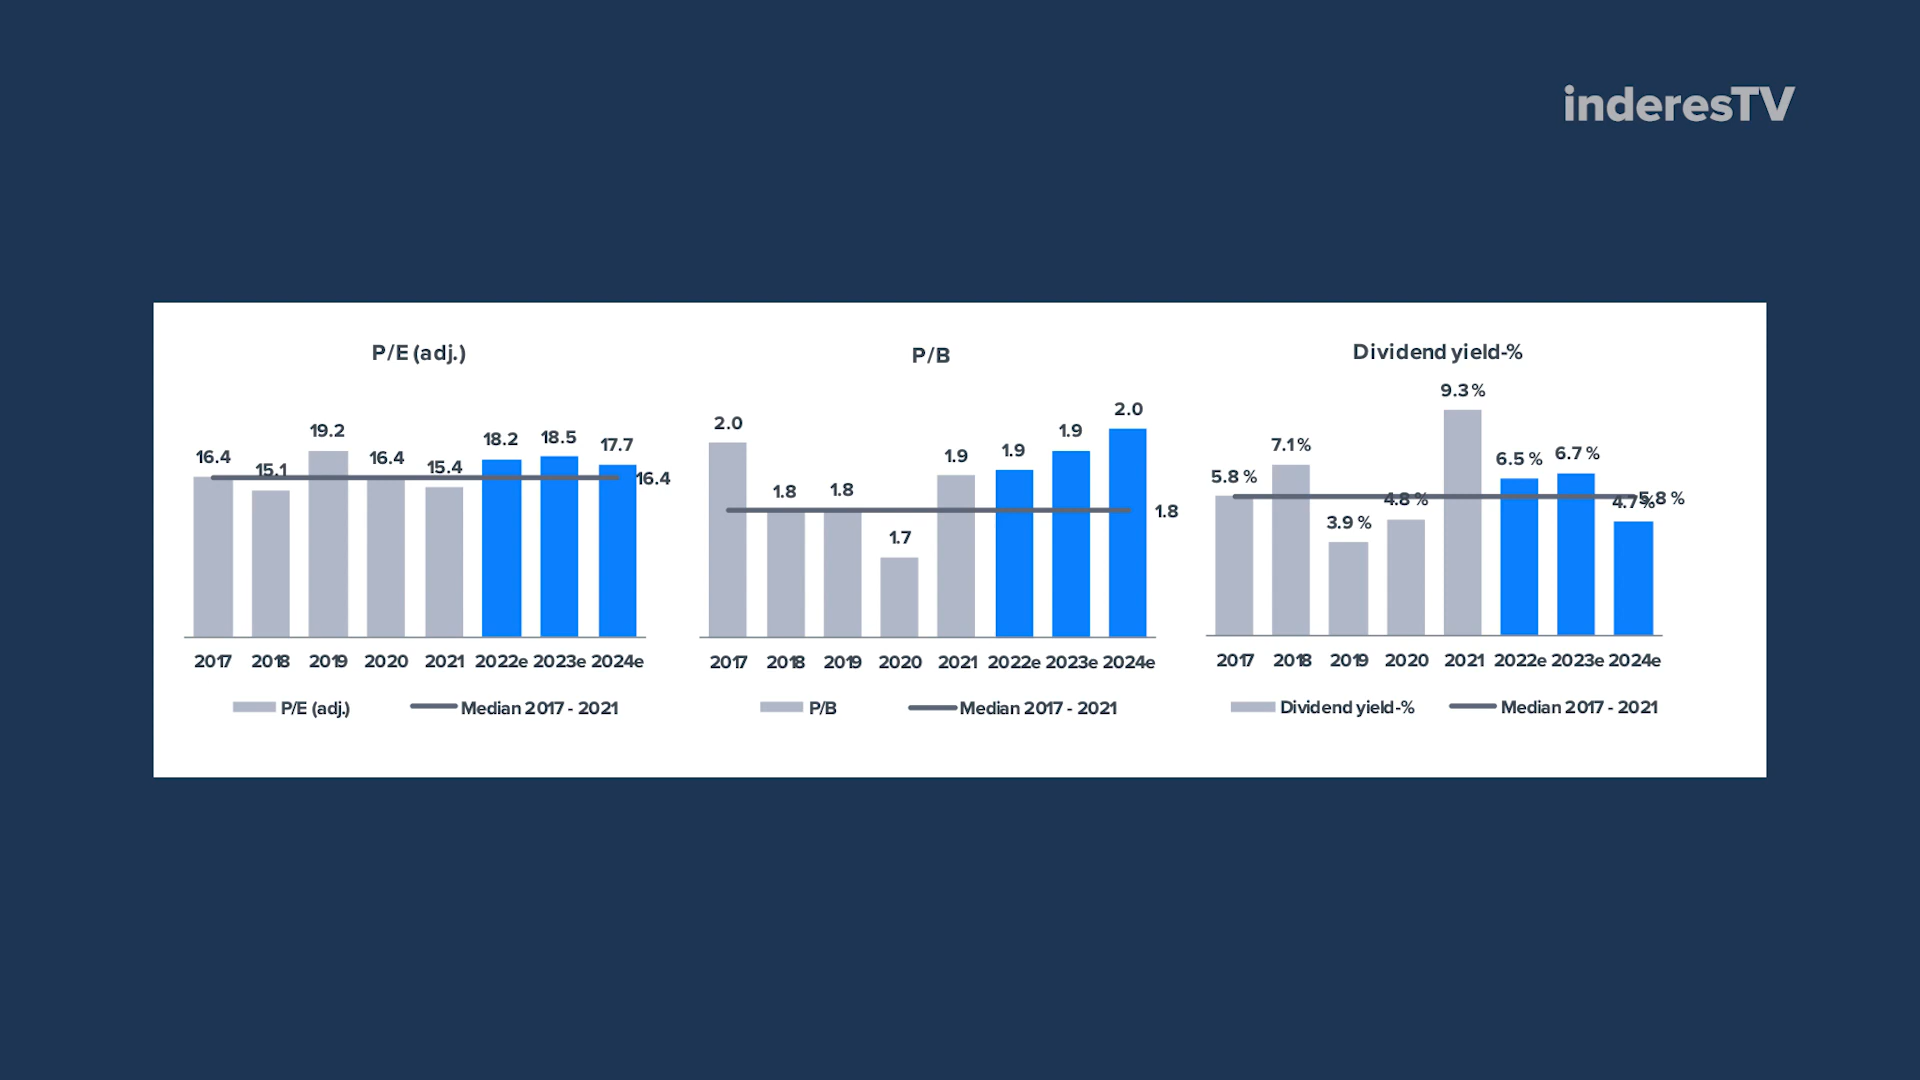 inderesTV
P/E (adj.)
16.4
15.1
19.2
16.4
15.4
18.2
18.5
17.7
16.4
2017 2018 2019 2020 2021 2022e 2023e 2024e
P/E (adj.) Median 2017 - 2021
P/B
2.0
1.8
1.8
1.7
1.9
1.9
1.9
2.0
1.8
2017 2018 2019 2020 2021 2022e 2023e 2024e
P/B Median 2017 - 2021
Dividend yield-%
5.8 %
7.1 %
3.9 %
4.8 %
9.3 %
6.5 %
6.7 %
4.7 %
5.8 %
2017 2018 2019 2020 2021 2022e 2023e 2024e
Dividend yield-% Median 2017 - 2021